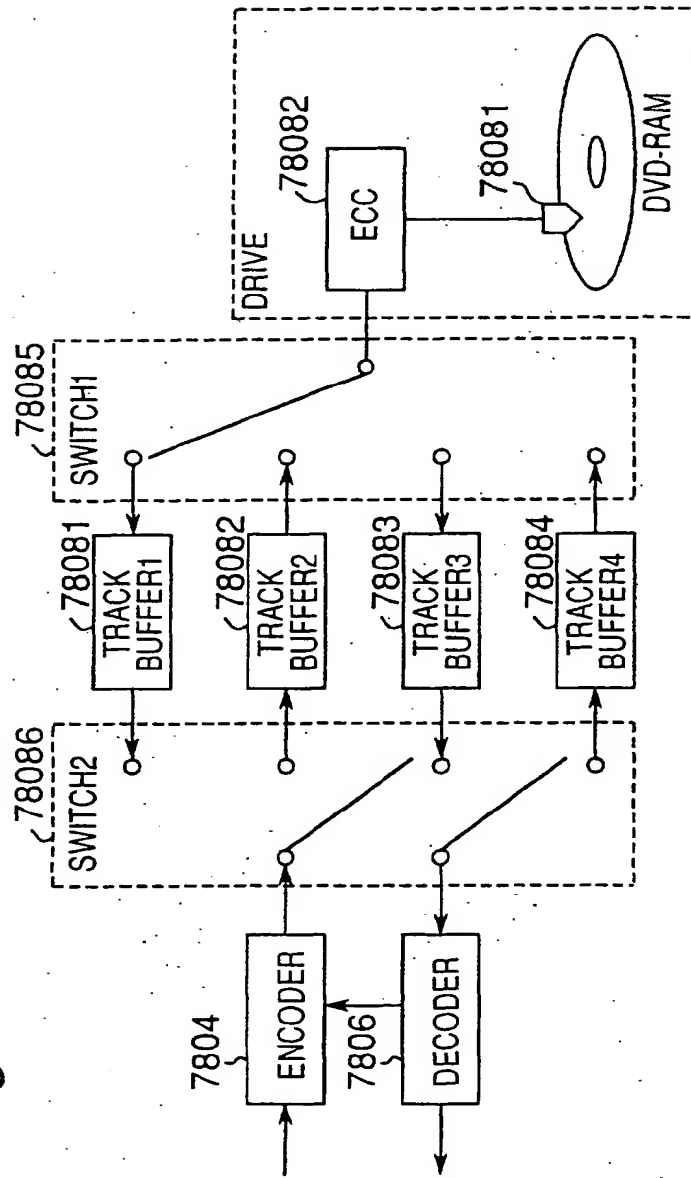 78086
SWITCH2
78085
SWITCH1
7804
ENCODER
7806
DECODER
78081
TRACK
BUFFER1
78082
TRACK
BUFFER2
78083
TRACK
BUFFER3
78084
TRACK
BUFFER4
DRIVE
78082
ECC
78081
DVD-RAM